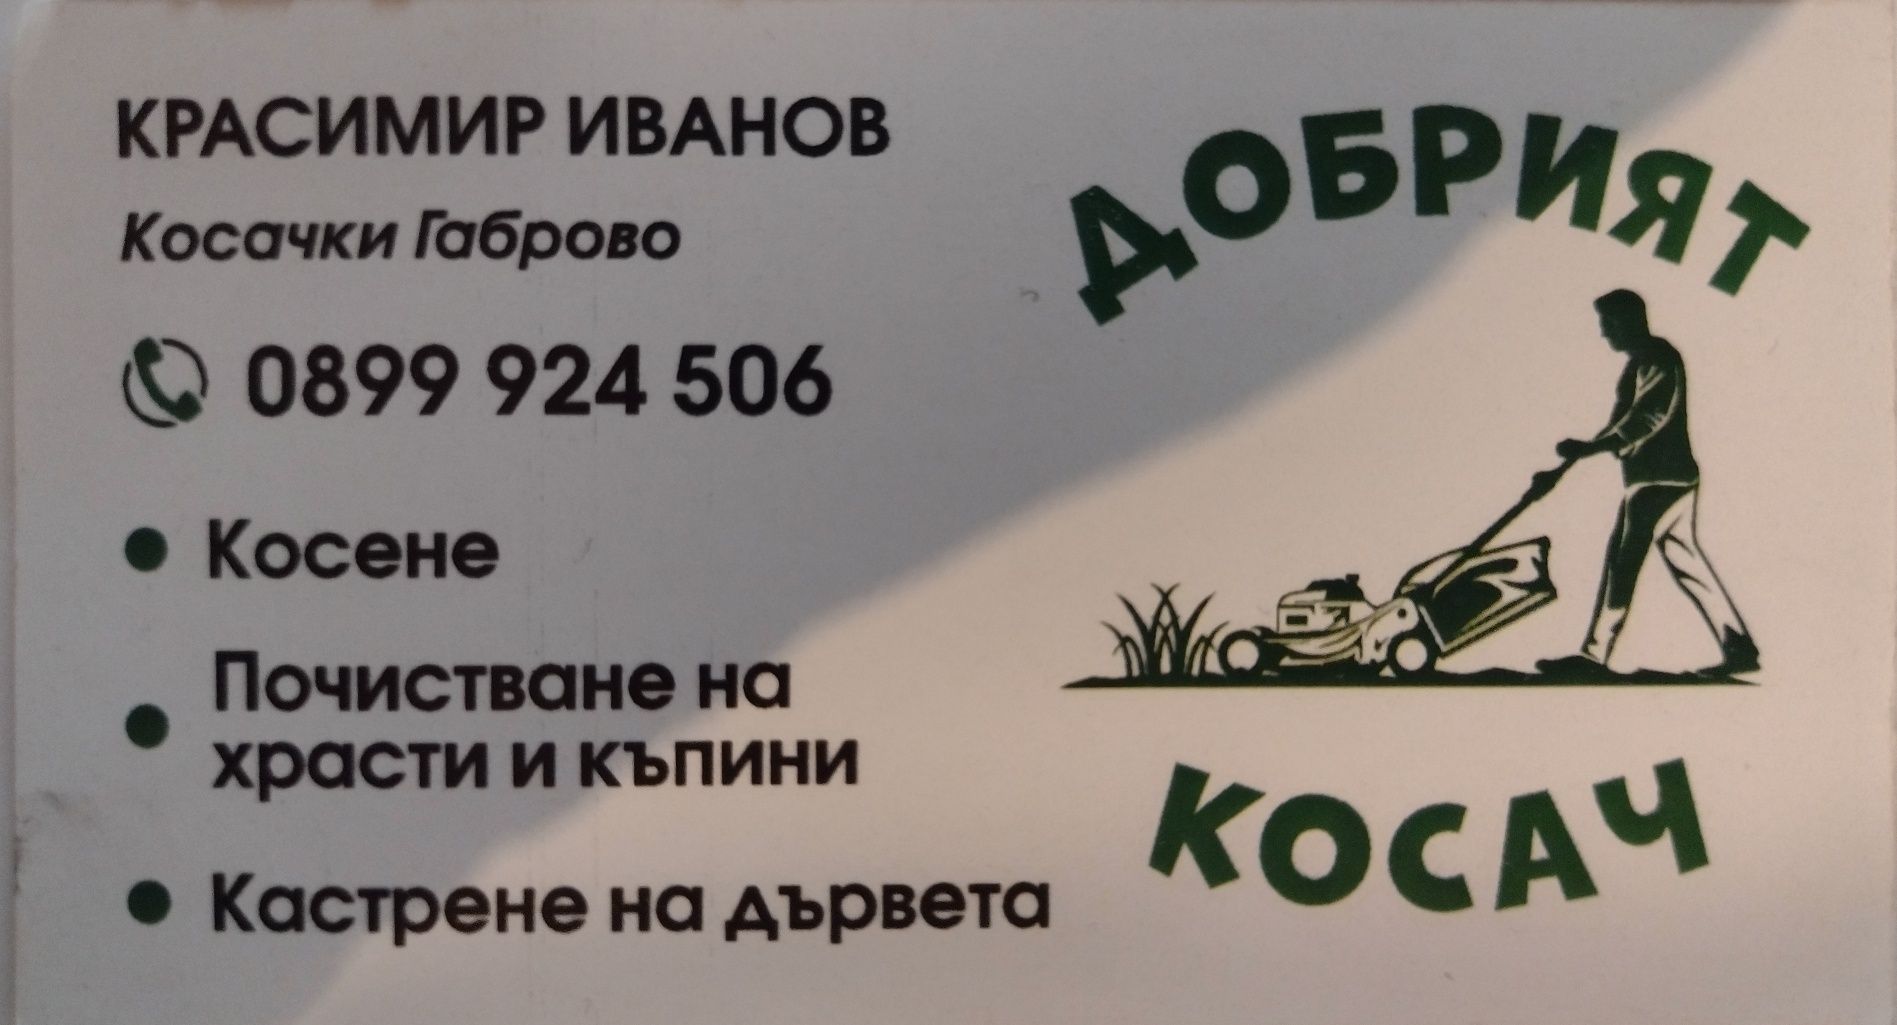 КРАСИМИР ИВАНОВ
Косачки Габрово
0899 924 506
• Косене
• Почистване на
храсти и къпини
• Кастрене на дървета
ДОБРИЯТ
КОСАЧ